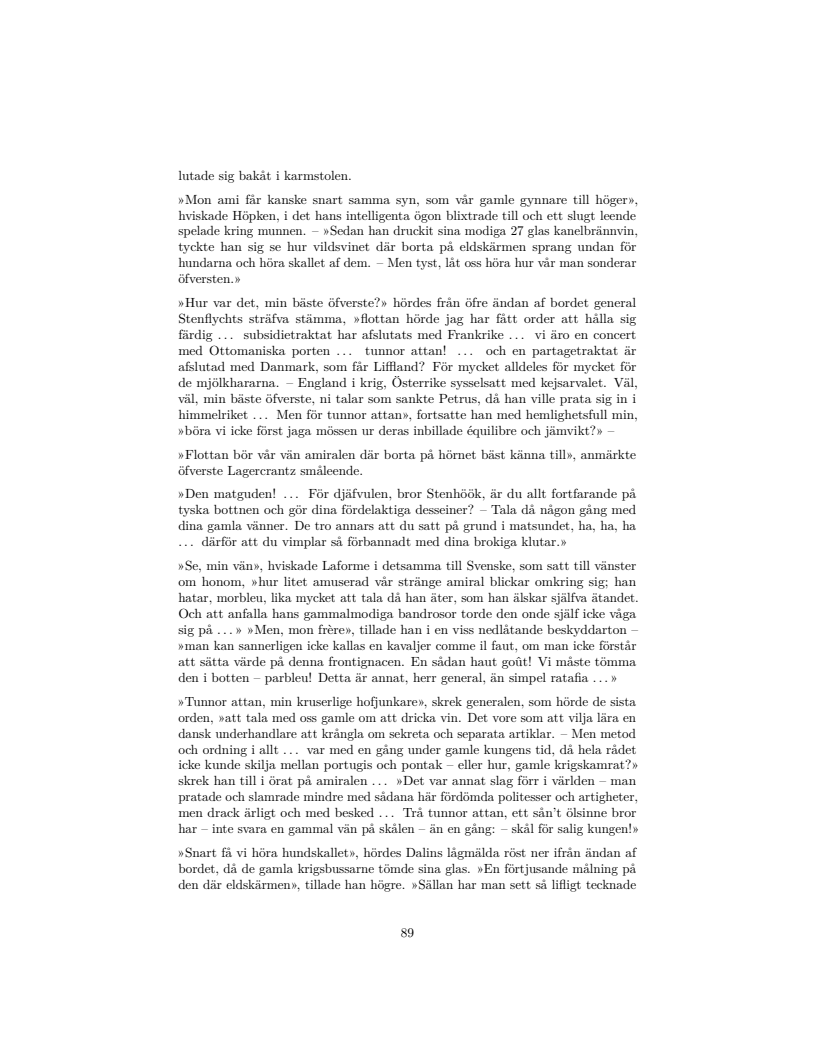 lutade sig bakåt i karmstolen.
»Mon ami får kanske snart samma syn, som vår gamle gynnare till höger»,
hviskade Höpken, i det hans intelligenta ögon blixtrade till och ett slugt leende
spelade kring munnen. – »Sedan han druckit sina modiga 27 glas kanelbrännvin,
tyckte han sig se hur vildsvinet där borta på eldskärmen sprang undan för
hundarna och höra skallet af dem. – Men tyst, låt oss höra hur vår man sonderar
öfversten.»
»Hur var det, min bäste öfverste?» hördes från öfre ändan af bordet general
Stenflychts sträfva stämma, »flottan hörde jag har fått order att hålla sig
färdig ... subsidietraktat har afslutats med Frankrike ... vi äro en concert
med Ottomaniska porten ... tunnor attan! ... och en partagetraktat är
afslutad med Danmark, som får Liffland? För mycket alldeles för mycket för
de mjölkhararna. – England i krig, Österrike sysselsatt med kejsarvalet. Väl,
väl, min bäste öfverste, ni talar som sankte Petrus, då han ville prata sig in i
himmelriket ... Men för tunnor attan», fortsatte han med hemlighetsfull min,
»böra vi icke först jaga mössen ur deras inbillade équilibre och jämvikt?» –
»Flottan bör vår vän amiralen där borta på hörnet bäst känna till», anmärkte
öfverste Lagercrantz småleende.
»Den matguden! ... För djäfvulen, bror Stenhöök, är du allt fortfarande på
tyska bottnen och gör dina fördelaktiga desseiner? – Tala då någon gång med
dina gamla vänner. De tro annars att du satt på grund i matsundet, ha, ha, ha
... därför att du vimplar så förbannadt med dina brokiga klutar.»
»Se, min vän», hviskade Laforme i detsamma till Svenske, som satt till vänster
om honom, »hur litet amuserad vår stränge amiral blickar omkring sig; han
hatar, morbleu, lika mycket att tala då han äter, som han älskar själfva ätandet.
Och att anfalla hans gammalmodiga bandrosor torde den onde själf icke våga
sig på ...» »Men, mon frère», tillade han i en viss nedlåtande beskyddarton –
»man kan sannerligen icke kallas en kavaljer comme il faut, om man icke förstår
att sätta värde på denna frontignacen. En sådan haut goût! Vi måste tömma
den i botten – parbleu! Detta är annat, herr general, än simpel ratafia ...»
»Tunnor attan, min kruserlige hofjunkare», skrek generalen, som hörde de sista
orden, »att tala med oss gamle om att dricka vin. Det vore som att vilja lära en
dansk underhandlare att krångla om sekreta och separata artiklar. – Men metod
och ordning i allt ... var med en gång under gamle kungens tid, då hela rådet
icke kunde skilja mellan portugis och pontak – eller hur, gamle krigskamrat?»
skrek han till i örat på amiralen ... »Det var annat slag förr i världen – man
pratade och slamrade mindre med sådana här fördömda politesser och artigheter,
men drack ärligt och med besked ... Trå tunnor attan, ett sån't ölsinne bror
har – inte svara en gammal vän på skålen – än en gång: – skål för salig kungen!»
»Snart få vi höra hundskallet», hördes Dalins lågmälda röst ner ifrån ändan af
bordet, då de gamla krigsbussarne tömde sina glas. »En förtjusande målning på
den där eldskärmen», tillade han högre. »Sällan har man sett så lifligt tecknade
89